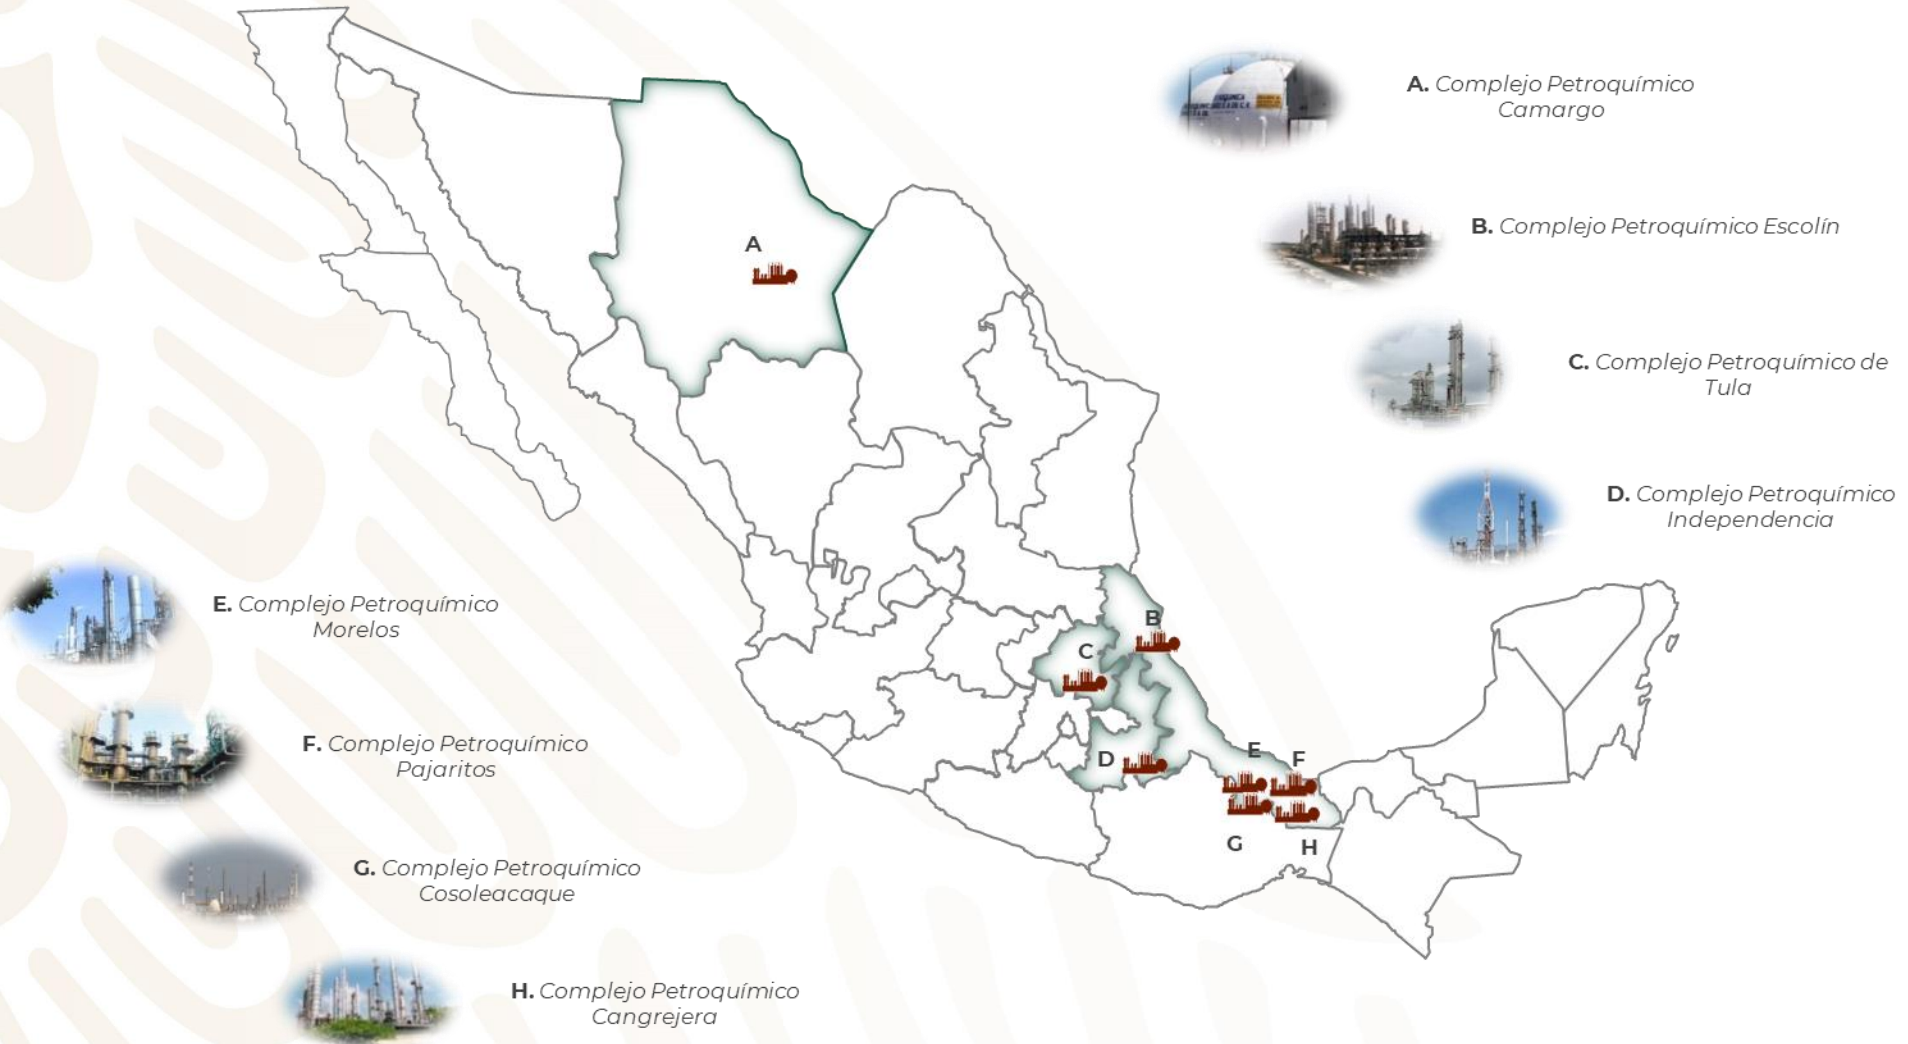 A. Complejo Petroquímico
Camargo
B. Complejo Petroquímico Escolín
C. Complejo Petroquímico de
Tula
D. Complejo Petroquímico
Independencia
E. Complejo Petroquímico
Morelos
F. Complejo Petroquímico
Pajaritos
G. Complejo Petroquímico
Cosoleacaque
H. Complejo Petroquímico
Cangrejera
A
B
C
D
E
F
G
H